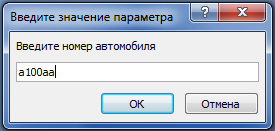 Введите значение параметра
Введите номер автомобиля
а100аа
ОК
Отмена